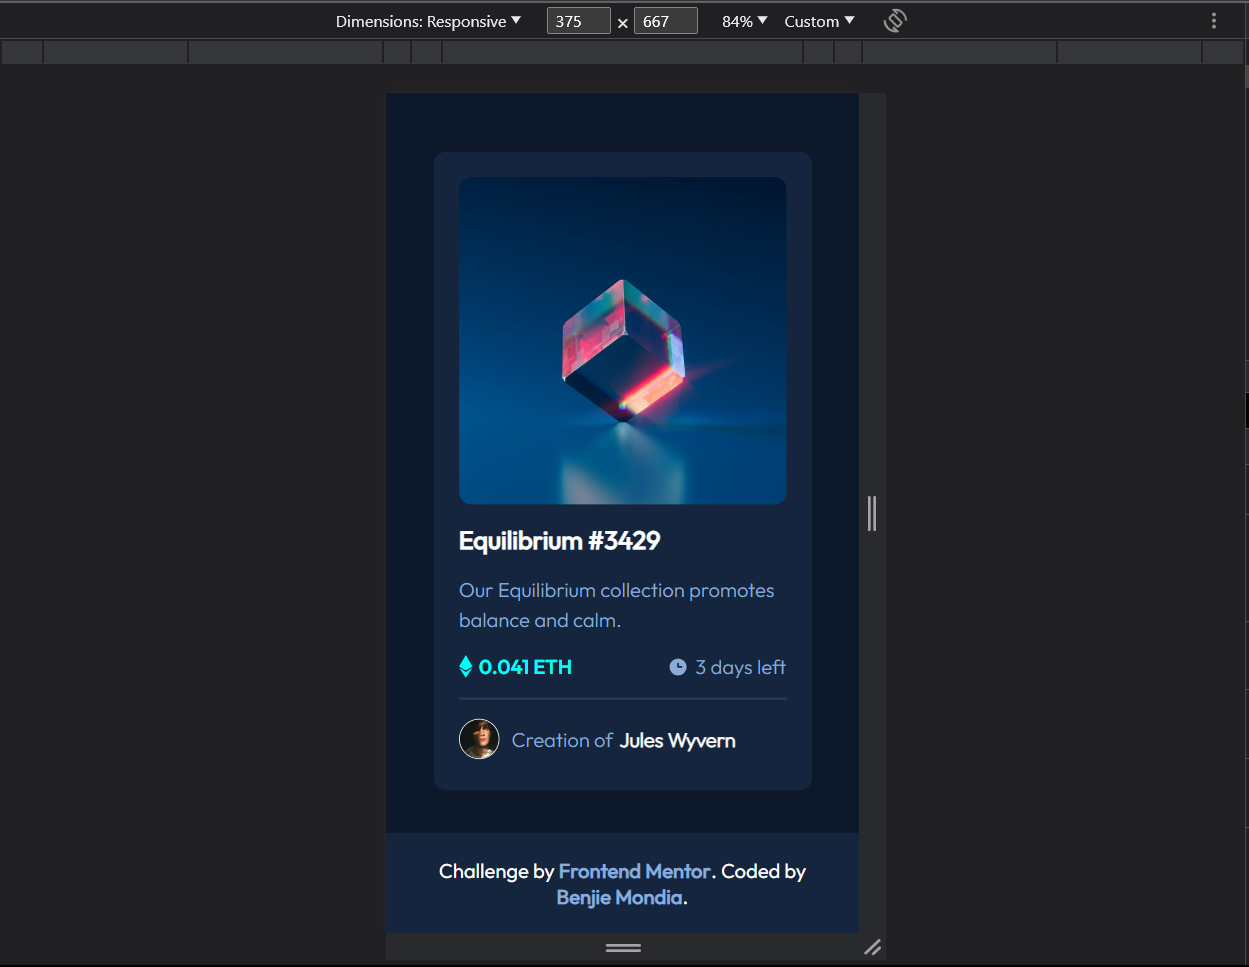 Dimensions: Responsive ▼ 375 × 667 84% ▼ Custom ▼
Equilibrium #3429
Our Equilibrium collection promotes
balance and calm.
0.041 ETH 3 days left
Creation of Jules Wyvern
Challenge by Frontend Mentor. Coded by
Benjie Mondia.